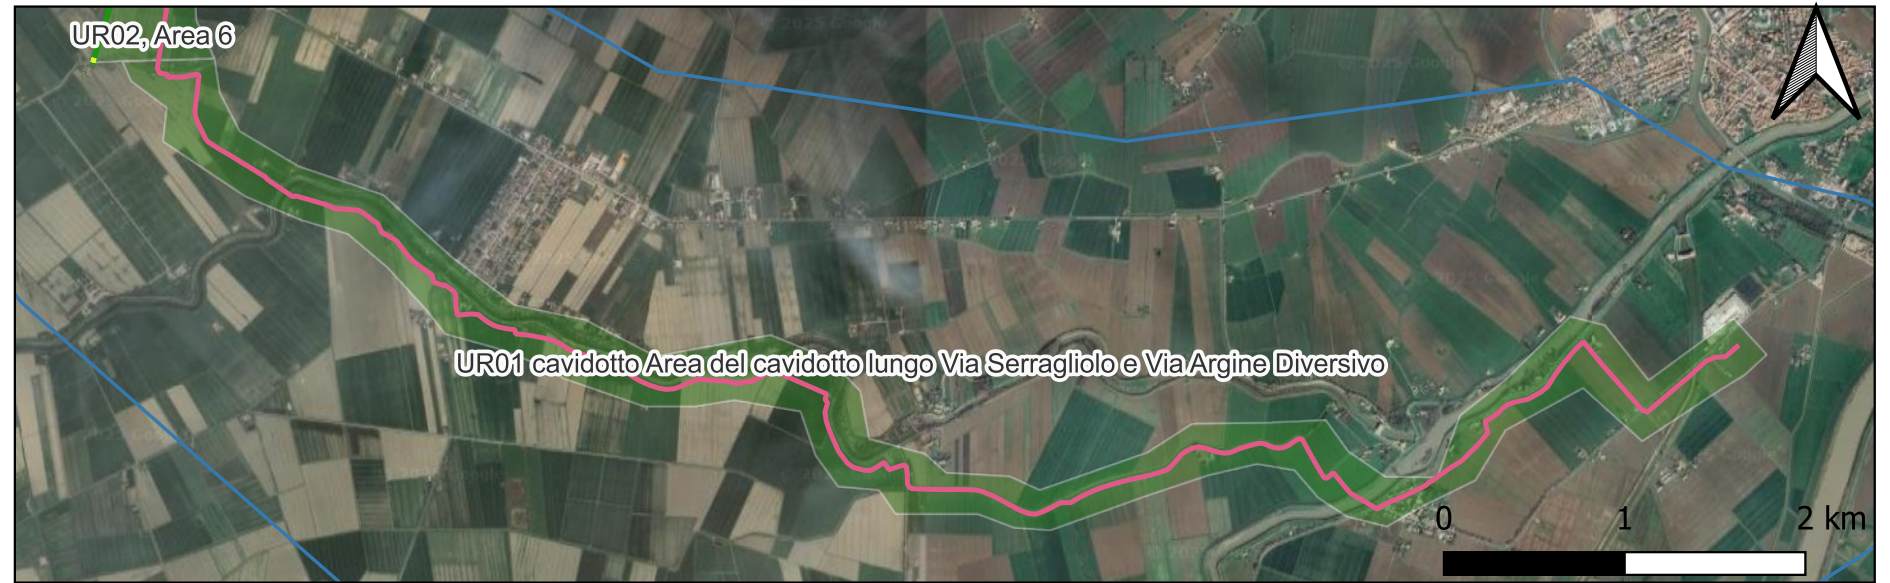 UR02, Area 6
UR01 cavidotto Area del cavidotto lungo Via Serragliolo e Via Argine Diversivo
0 1 2 km